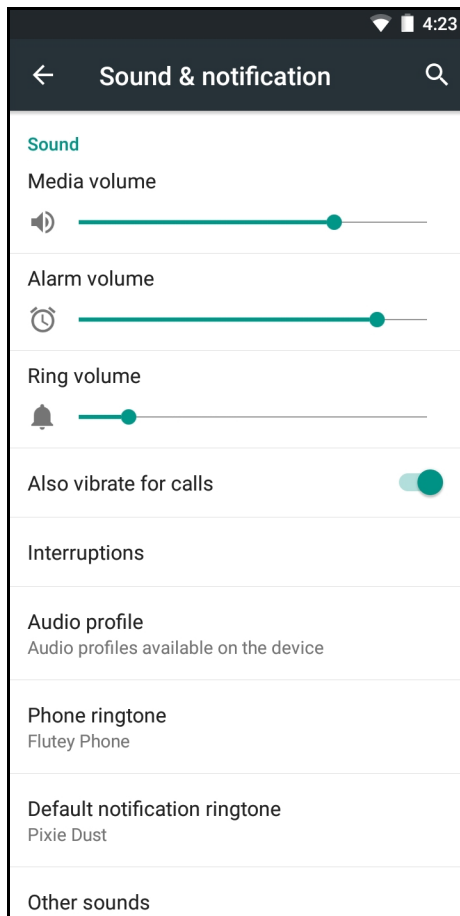 4:23
Sound & notification
Sound
Media volume
Alarm volume
Ring volume
Also vibrate for calls
Interruptions
Audio profile
Audio profiles available on the device
Phone ringtone
Flutey Phone
Default notification ringtone
Pixie Dust
Other sounds